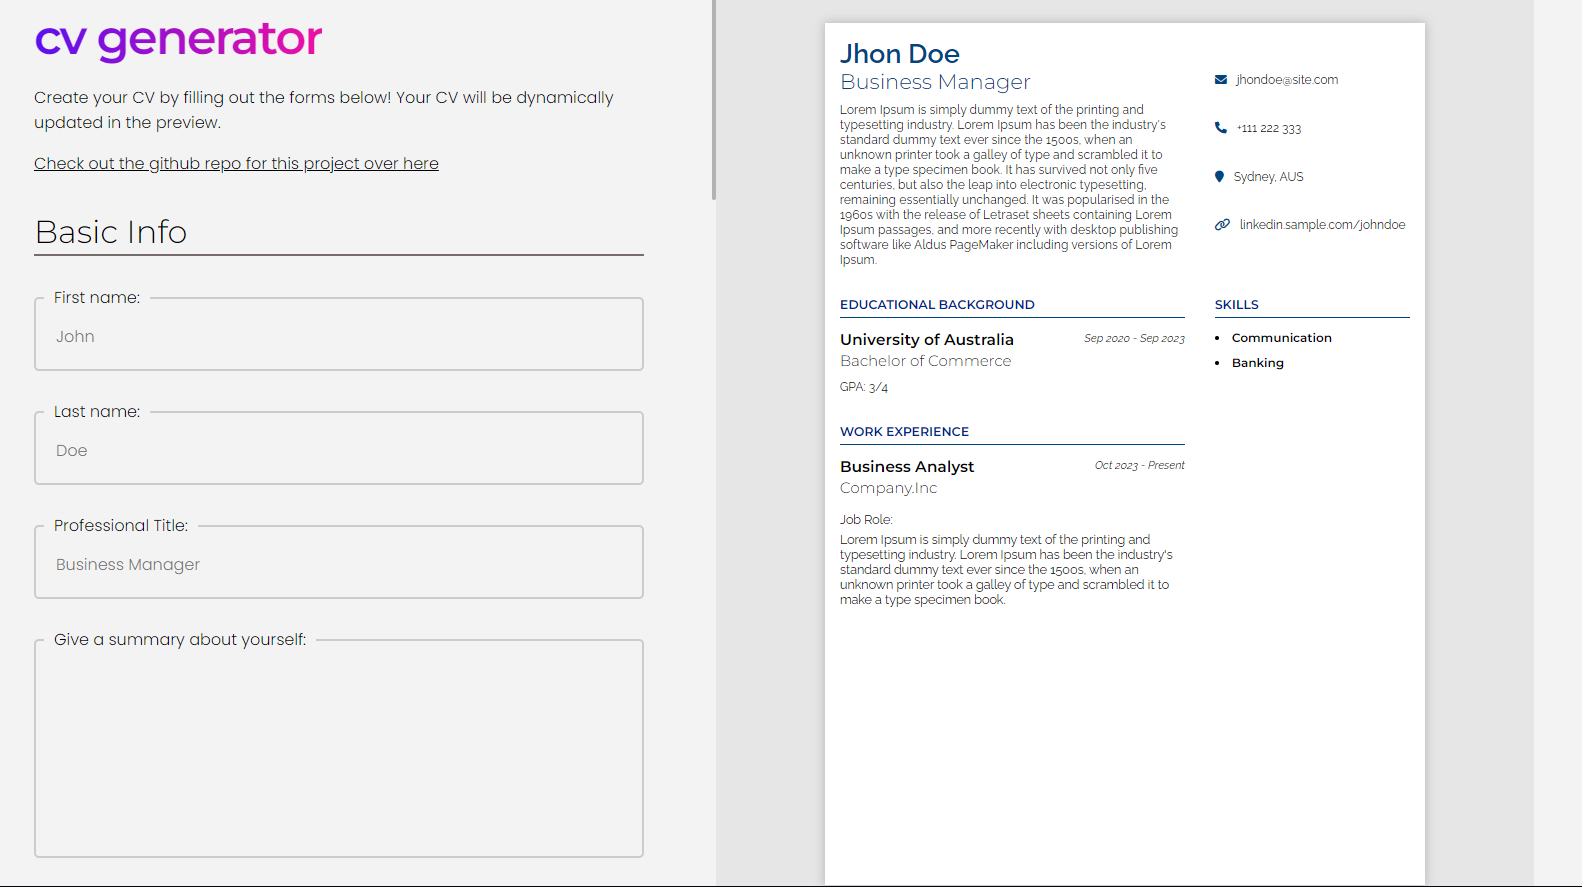 cv generator
Create your CV by filling out the forms below! Your CV will be dynamically
updated in the preview.
Check out the github repo for this project over here
Basic Info
First name:
John
Last name:
Doe
Professional Title:
Business Manager
Give a summary about yourself:
Jhon Doe
Business Manager
Lorem Ipsum is simply dummy text of the printing and
typesetting industry. Lorem Ipsum has been the industry's
standard dummy text ever since the 1500s, when an
unknown printer took a galley of type and scrambled it to
make a type specimen book. It has survived not only five
centuries, but also the leap into electronic typesetting,
remaining essentially unchanged. It was popularised in the
1960s with the release of Letraset sheets containing Lorem
Ipsum passages, and more recently with desktop publishing
software like Aldus PageMaker including versions of Lorem
Ipsum.
jhondoe@site.com
+111 222 333
Sydney, AUS
linkedin.sample.com/johndoe
EDUCATIONAL BACKGROUND
University of Australia
Sep 2020 - Sep 2023
Bachelor of Commerce
GPA: 3/4
WORK EXPERIENCE
Business Analyst
Oct 2023 - Present
Company.Inc
Job Role:
Lorem Ipsum is simply dummy text of the printing and
typesetting industry. Lorem Ipsum has been the industry's
standard dummy text ever since the 1500s, when an
unknown printer took a galley of type and scrambled it to
make a type specimen book.
SKILLS
• Communication
• Banking